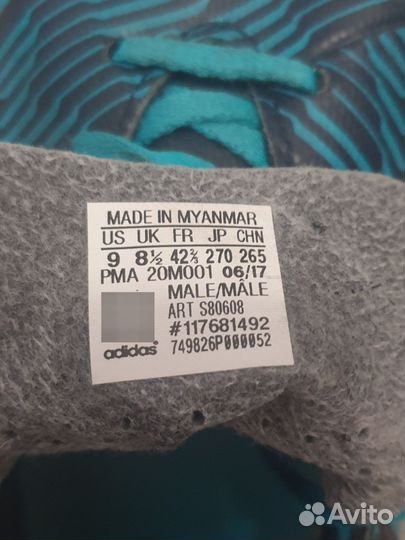 MADE IN MYANMAR
US UK FR JP CHN
9 8½ 42⅔ 270 265
PMA 20M001 06/17
MALE/MÂLE
ART S80608
#117681492
adidas 749826P000052
Avito